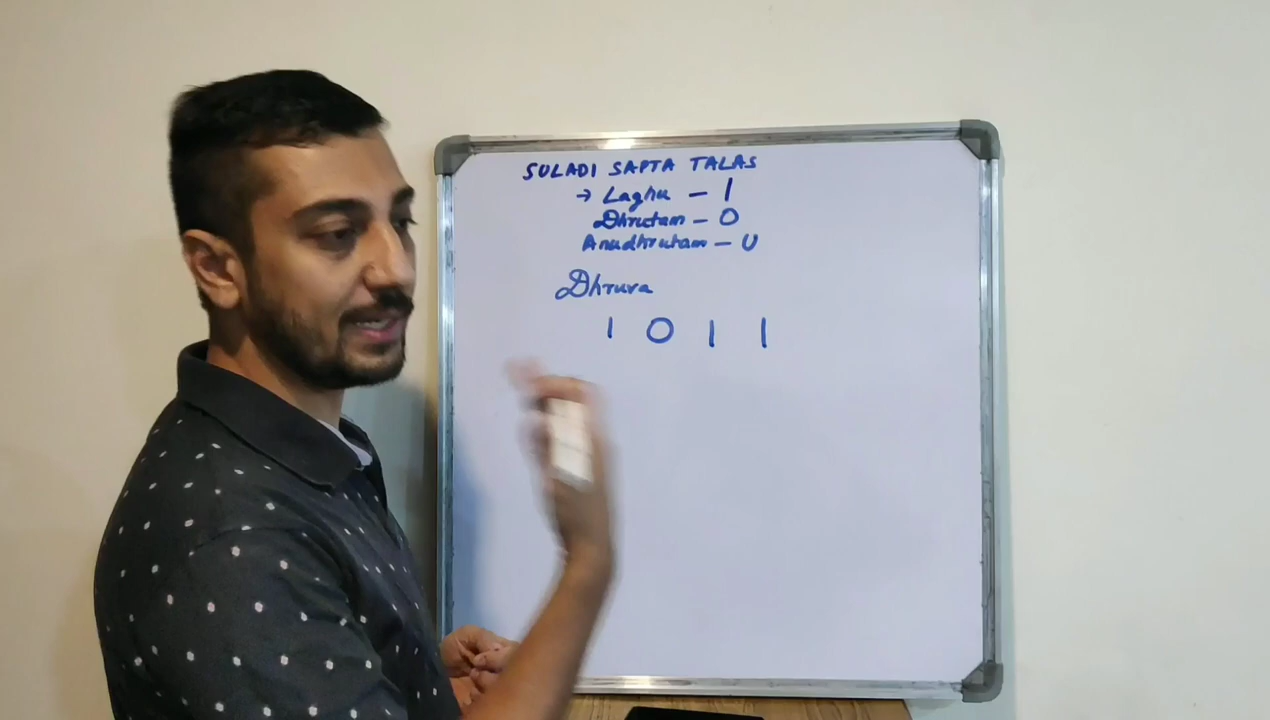 SULADI SAPTA TALAS
→ Laghu - 1
Dhrutam - 0
Anudhrutam - U
Dhruva
1 0 1 1